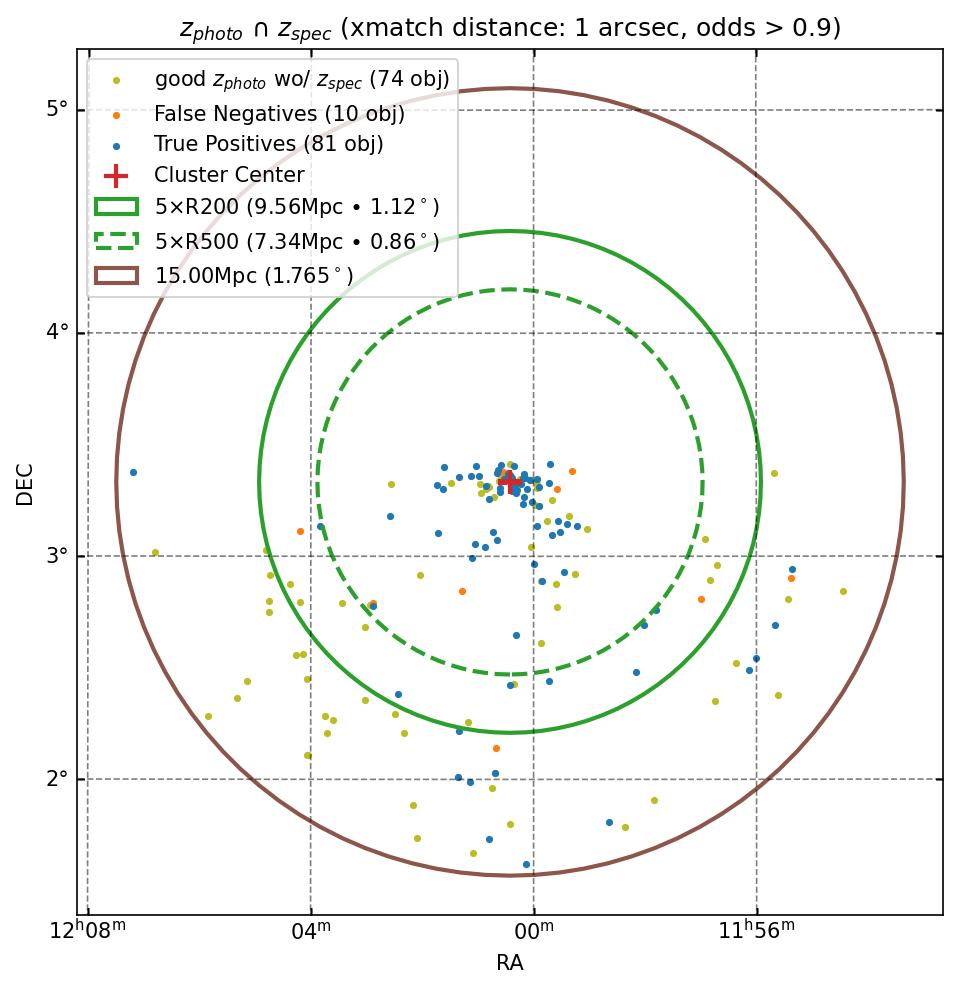 z_photo ∩ z_spec (xmatch distance: 1 arcsec, odds > 0.9)
good z_photo wo/ z_spec (74 obj)
False Negatives (10 obj)
True Positives (81 obj)
Cluster Center
5×R200 (9.56Mpc • 1.12°)
5×R500 (7.34Mpc • 0.86°)
15.00Mpc (1.765°)
5°
4°
3°
2°
DEC
12h08m 04m 00m 11h56m
RA